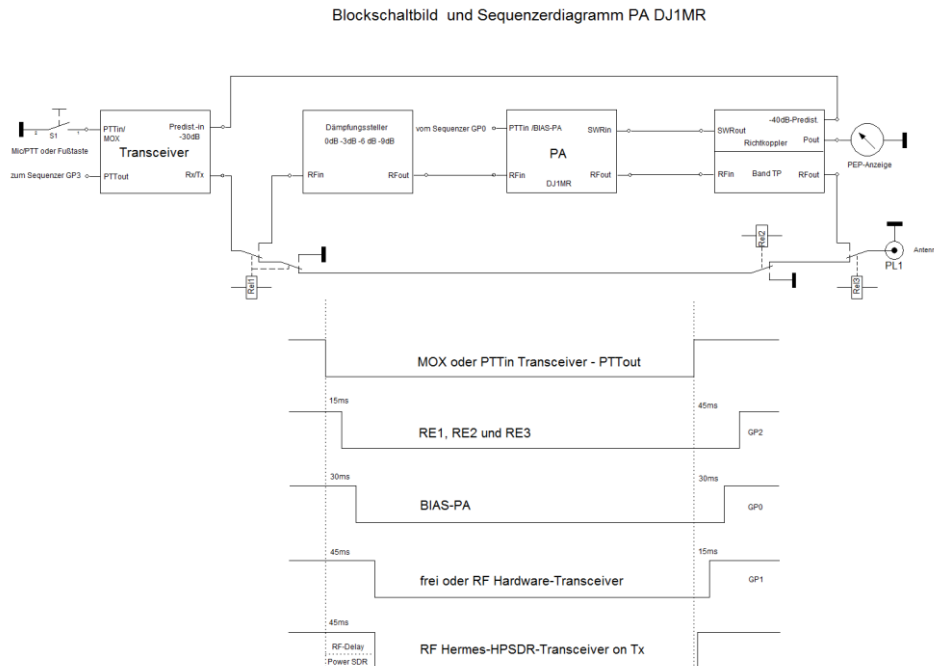 Blockschaltbild und Sequenzerdiagramm PA DJ1MR
S1
Mic/PTT oder Fußtaste
zum Sequenzer GP3
PTTin/
MOX
Predist.-in
-30dB
Transceiver
PTTout
Rx/Tx
Dämpfungssteller
0dB -3dB -6 dB -9dB
RFin
RFout
vom Sequenzer GP0
PTTin /BIAS-PA
SWRin
PA
DJ1MR
RFin
RFout
-40dB-Predist.
SWRout
Pout
Richtkoppler
RFin
Band TP
RFout
PEP-Anzeige
Rel1
Rel2
Rel3
PL1
Antenn
MOX oder PTTin Transceiver - PTTout
15ms
45ms
RE1, RE2 und RE3
GP2
30ms
30ms
BIAS-PA
GP0
45ms
15ms
frei oder RF Hardware-Transceiver
GP1
45ms
RF-Delay
Power SDR
RF Hermes-HPSDR-Transceiver on Tx